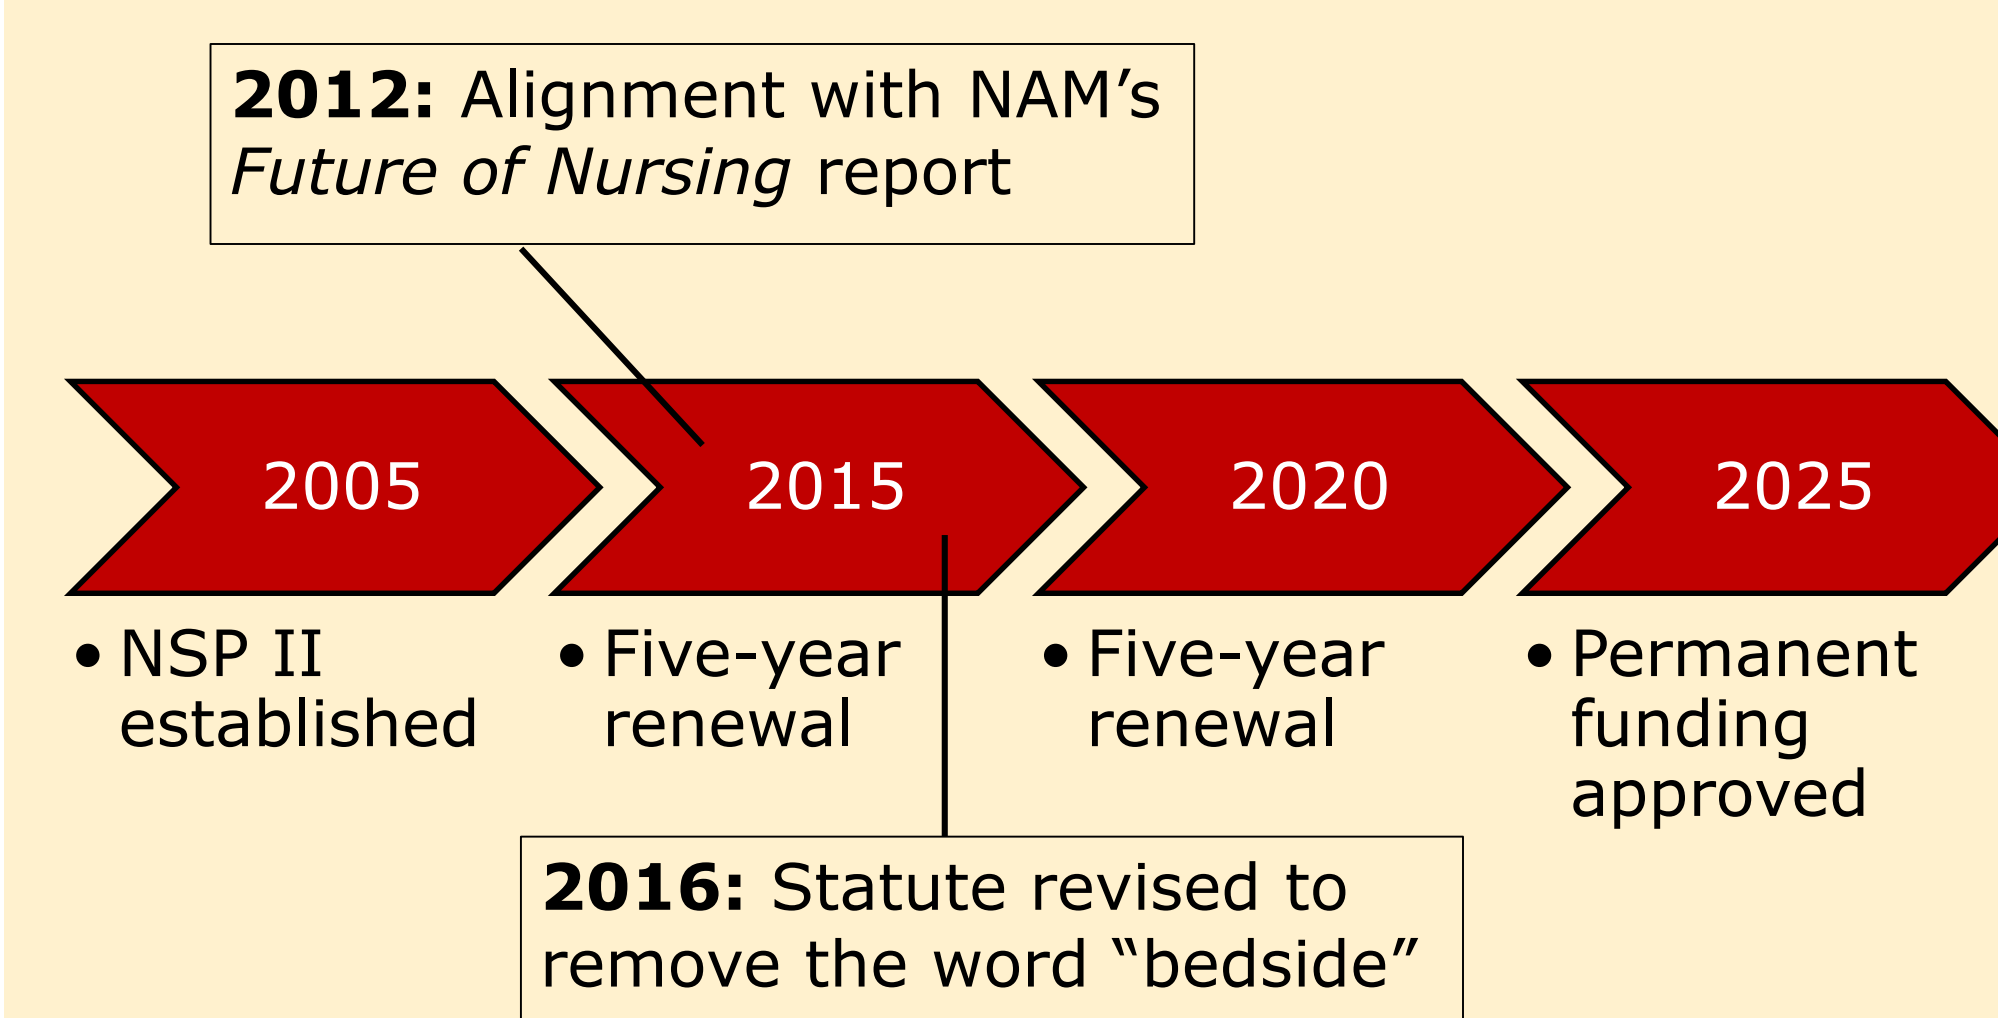 2012: Alignment with NAM’s
Future of Nursing report
2005
2015
2020
2025
• NSP II
established
• Five-year
renewal
• Five-year
renewal
• Permanent
funding
approved
2016: Statute revised to
remove the word “bedside”